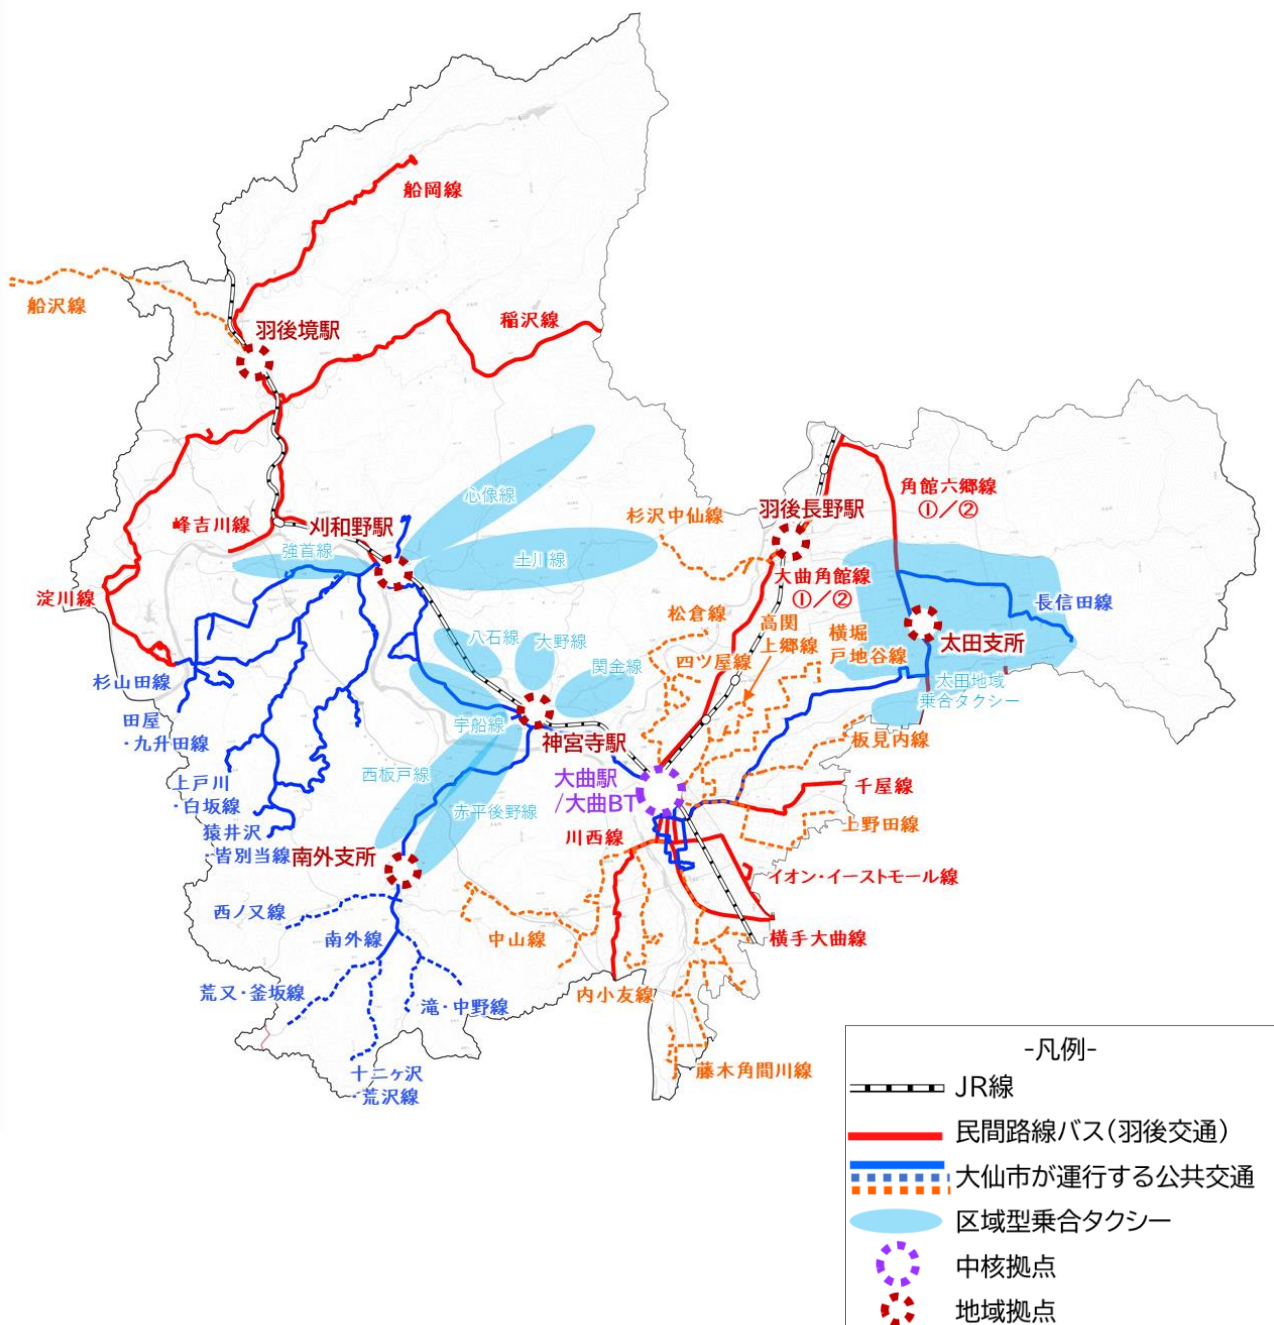 船岡線
船沢線
羽後境駅
稲沢線
心像線
峰吉川線
刈和野駅
強首線
土川線
杉沢中仙線
羽後長野駅
角館六郷線
①／②
大曲角館線
①／②
淀川線
松倉線
高関
上郷線
横堀
戸地谷線
長信田線
太田支所
八石線
大野線
関金線
四ツ屋線
太田地域
乗合タクシー
杉山田線
田屋
・九升田線
宇船線
神宮寺駅
板見内線
西板戸線
大曲駅
/大曲BT
千屋線
上戸川
・白坂線
赤平後野線
上野田線
猿井沢
・皆別当線
川西線
南外支所
イオン・イーストモール線
西ノ又線
南外線
中山線
横手大曲線
荒又・釜坂線
滝・中野線
内小友線
十二ヶ沢
・荒沢線
藤木角間川線
-凡例-
JR線
民間路線バス（羽後交通）
大仙市が運行する公共交通
区域型乗合タクシー
中核拠点
地域拠点